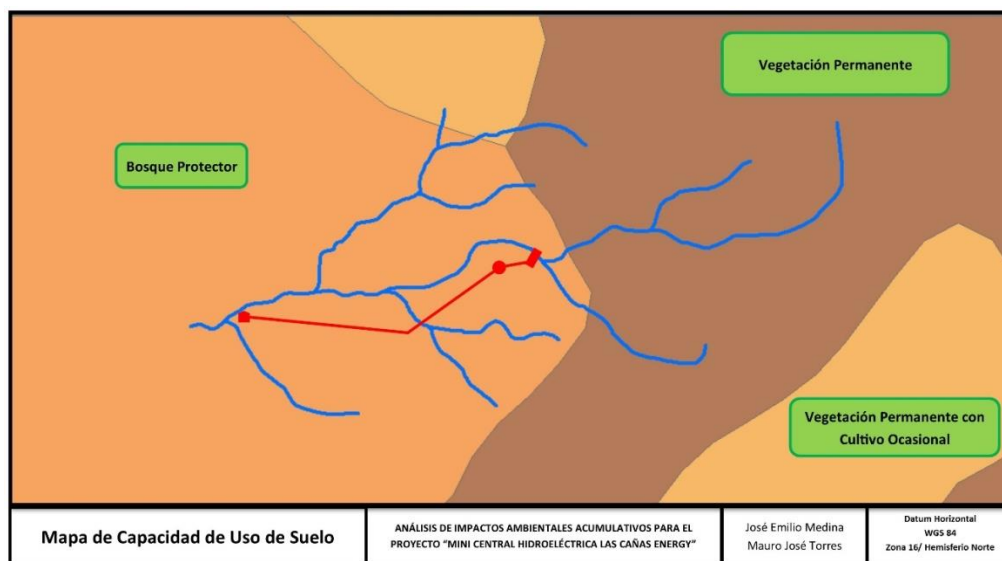 Vegetación Permanente
Bosque Protector
Vegetación Permanente con
Cultivo Ocasional
Mapa de Capacidad de Uso de Suelo
ANÁLISIS DE IMPACTOS AMBIENTALES ACUMULATIVOS PARA EL
PROYECTO “MINI CENTRAL HIDROELÉCTRICA LAS CAÑAS ENERGY”
José Emilio Medina
Mauro José Torres
Datum Horizontal
WGS 84
Zona 16/ Hemisferio Norte